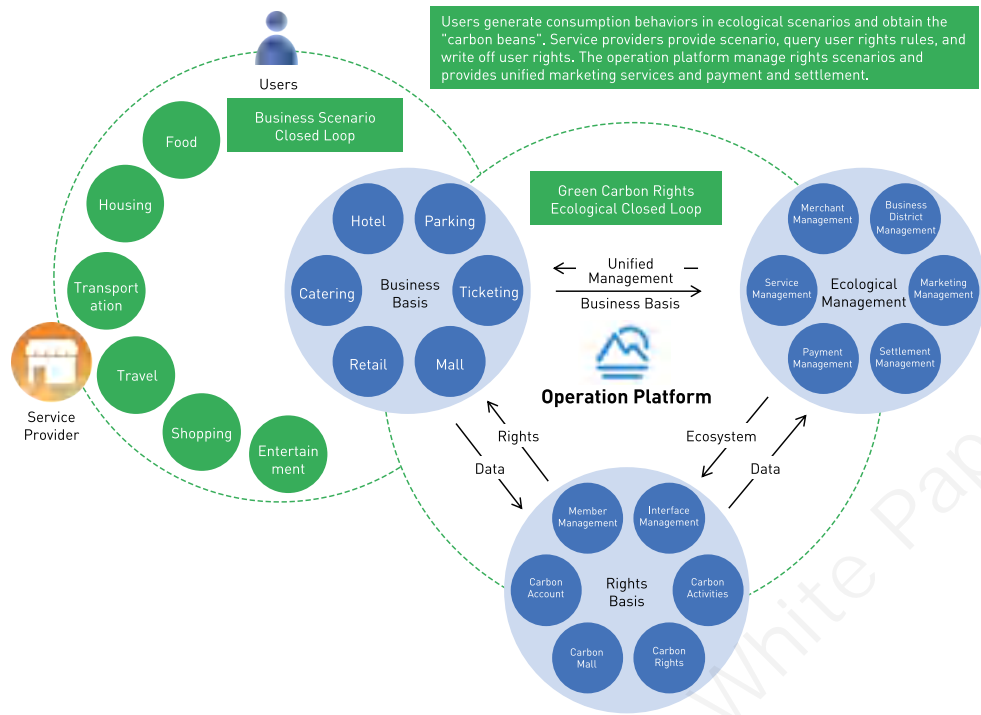 Users generate consumption behaviors in ecological scenarios and obtain the
"carbon beans". Service providers provide scenario, query user rights rules, and
write off user rights. The operation platform manage rights scenarios and
provides unified marketing services and payment and settlement.
Users
Business Scenario
Closed Loop
Food
Housing
Transport
ation
Travel
Shopping
Entertain
ment
Service
Provider
Green Carbon Rights
Ecological Closed Loop
Hotel
Parking
Catering
Business
Basis
Ticketing
Retail
Mall
Unified
Management
Business Basis
Operation Platform
Merchant
Management
Business
District
Management
Service
Management
Ecological
Management
Marketing
Management
Payment
Management
Settlement
Management
Rights
Data
Ecosystem
Data
Member
Management
Interface
Management
Carbon
Account
Rights
Basis
Carbon
Activities
Carbon
Mall
Carbon
Rights
White Pap